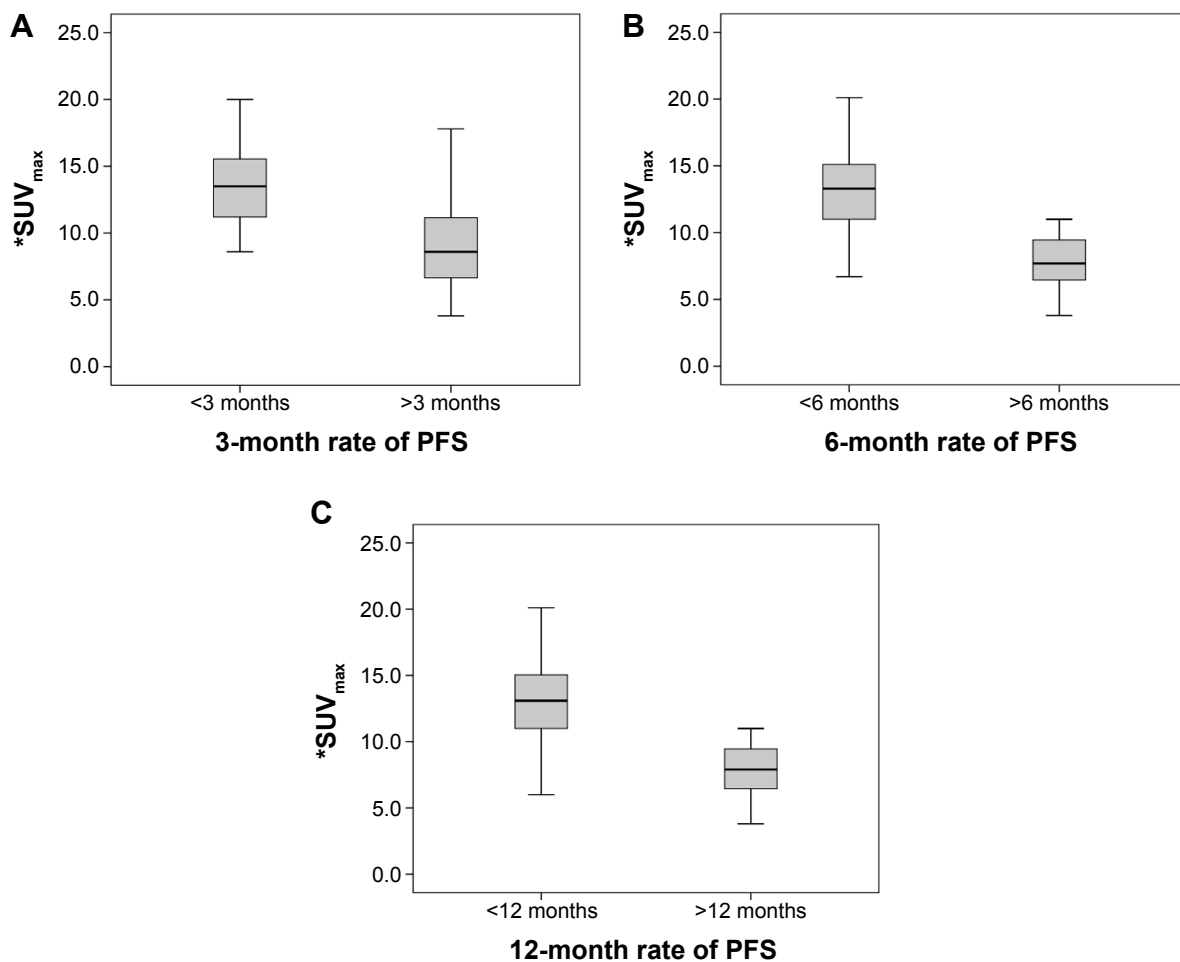 A
25.0
20.0
15.0
10.0
5.0
0.0
*SUVmax
<3 months >3 months
3-month rate of PFS
B
25.0
20.0
15.0
10.0
5.0
0.0
*SUVmax
<6 months >6 months
6-month rate of PFS
C
25.0
20.0
15.0
10.0
5.0
0.0
*SUVmax
<12 months >12 months
12-month rate of PFS